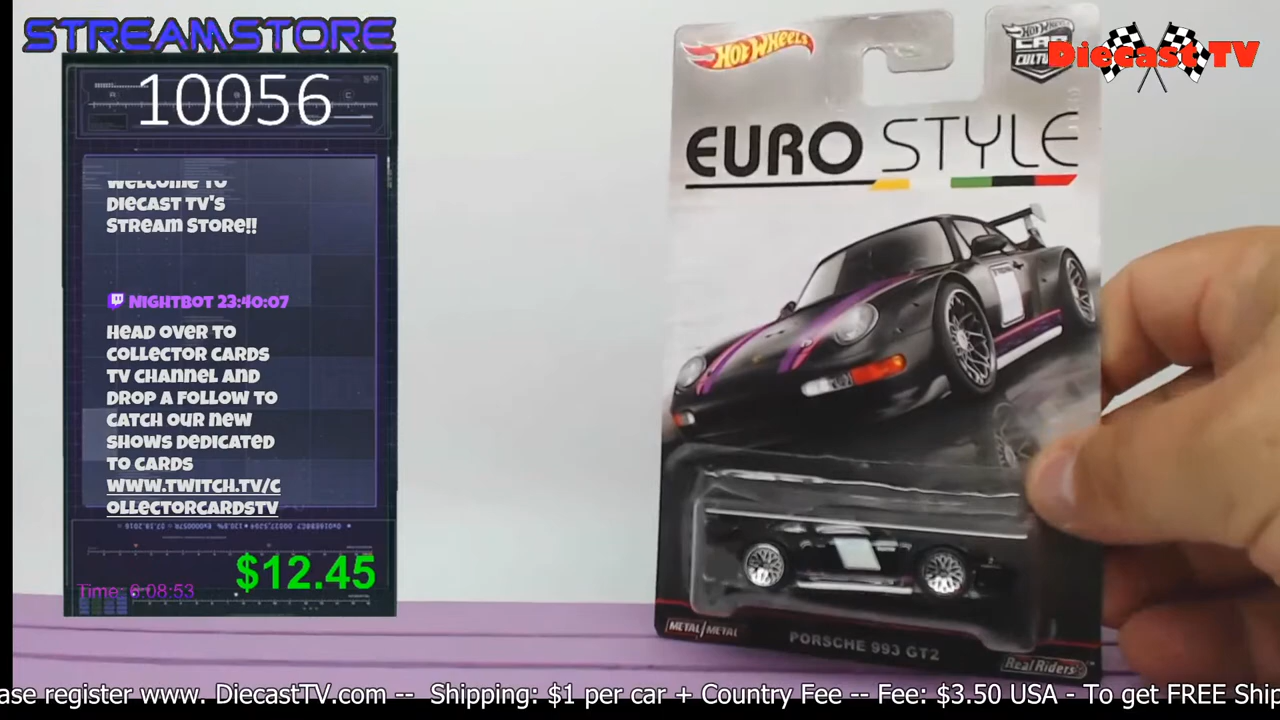 STREAMSTORE
10056
WELCOME TO
DIECAST TV'S
STREAM STORE!!
NIGHTBOT 23:40:07
HEAD OVER TO
COLLECTOR CARDS
TV CHANNEL AND
DROP A FOLLOW TO
CATCH OUR NEW
SHOWS DEDICATED
TO CARDS
WWW.TWITCH.TV/C
OLLECTORCARDSTV
$12.45
Time: 0:08:53
HOT WHEELS
CAR
CULTURE
Diecast TV
EURO STYLE
METAL/METAL
PORSCHE 993 GT2
Real Riders
ase register www. DiecastTV.com -- Shipping: $1 per car + Country Fee -- Fee: $3.50 USA - To get FREE Ship